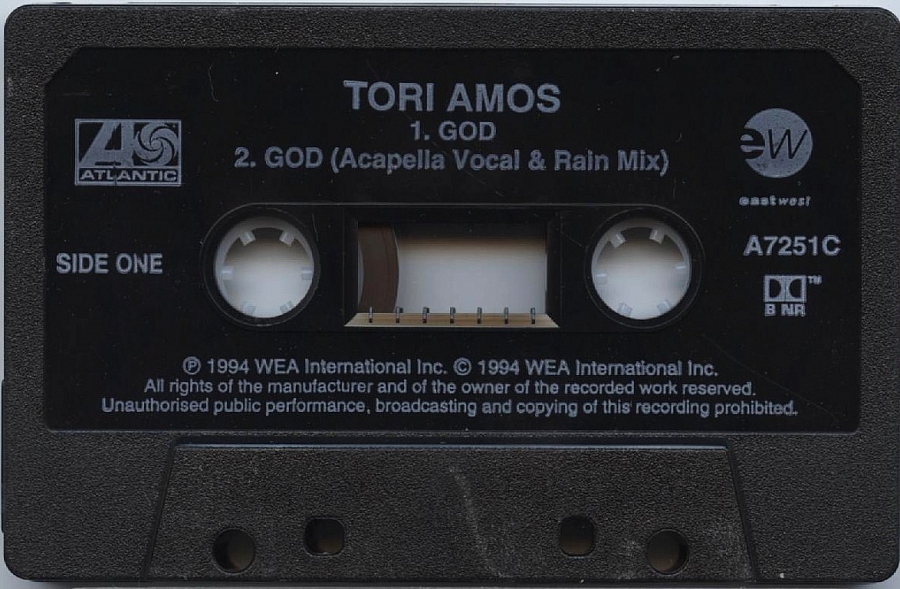 TORI AMOS
1. GOD
2. GOD (Acapella Vocal & Rain Mix)
ATLANTIC
ew
eastwest
SIDE ONE
A7251C
TM
B NR
℗ 1994 WEA International Inc. © 1994 WEA International Inc.
All rights of the manufacturer and of the owner of the recorded work reserved.
Unauthorised public performance, broadcasting and copying of this recording prohibited.